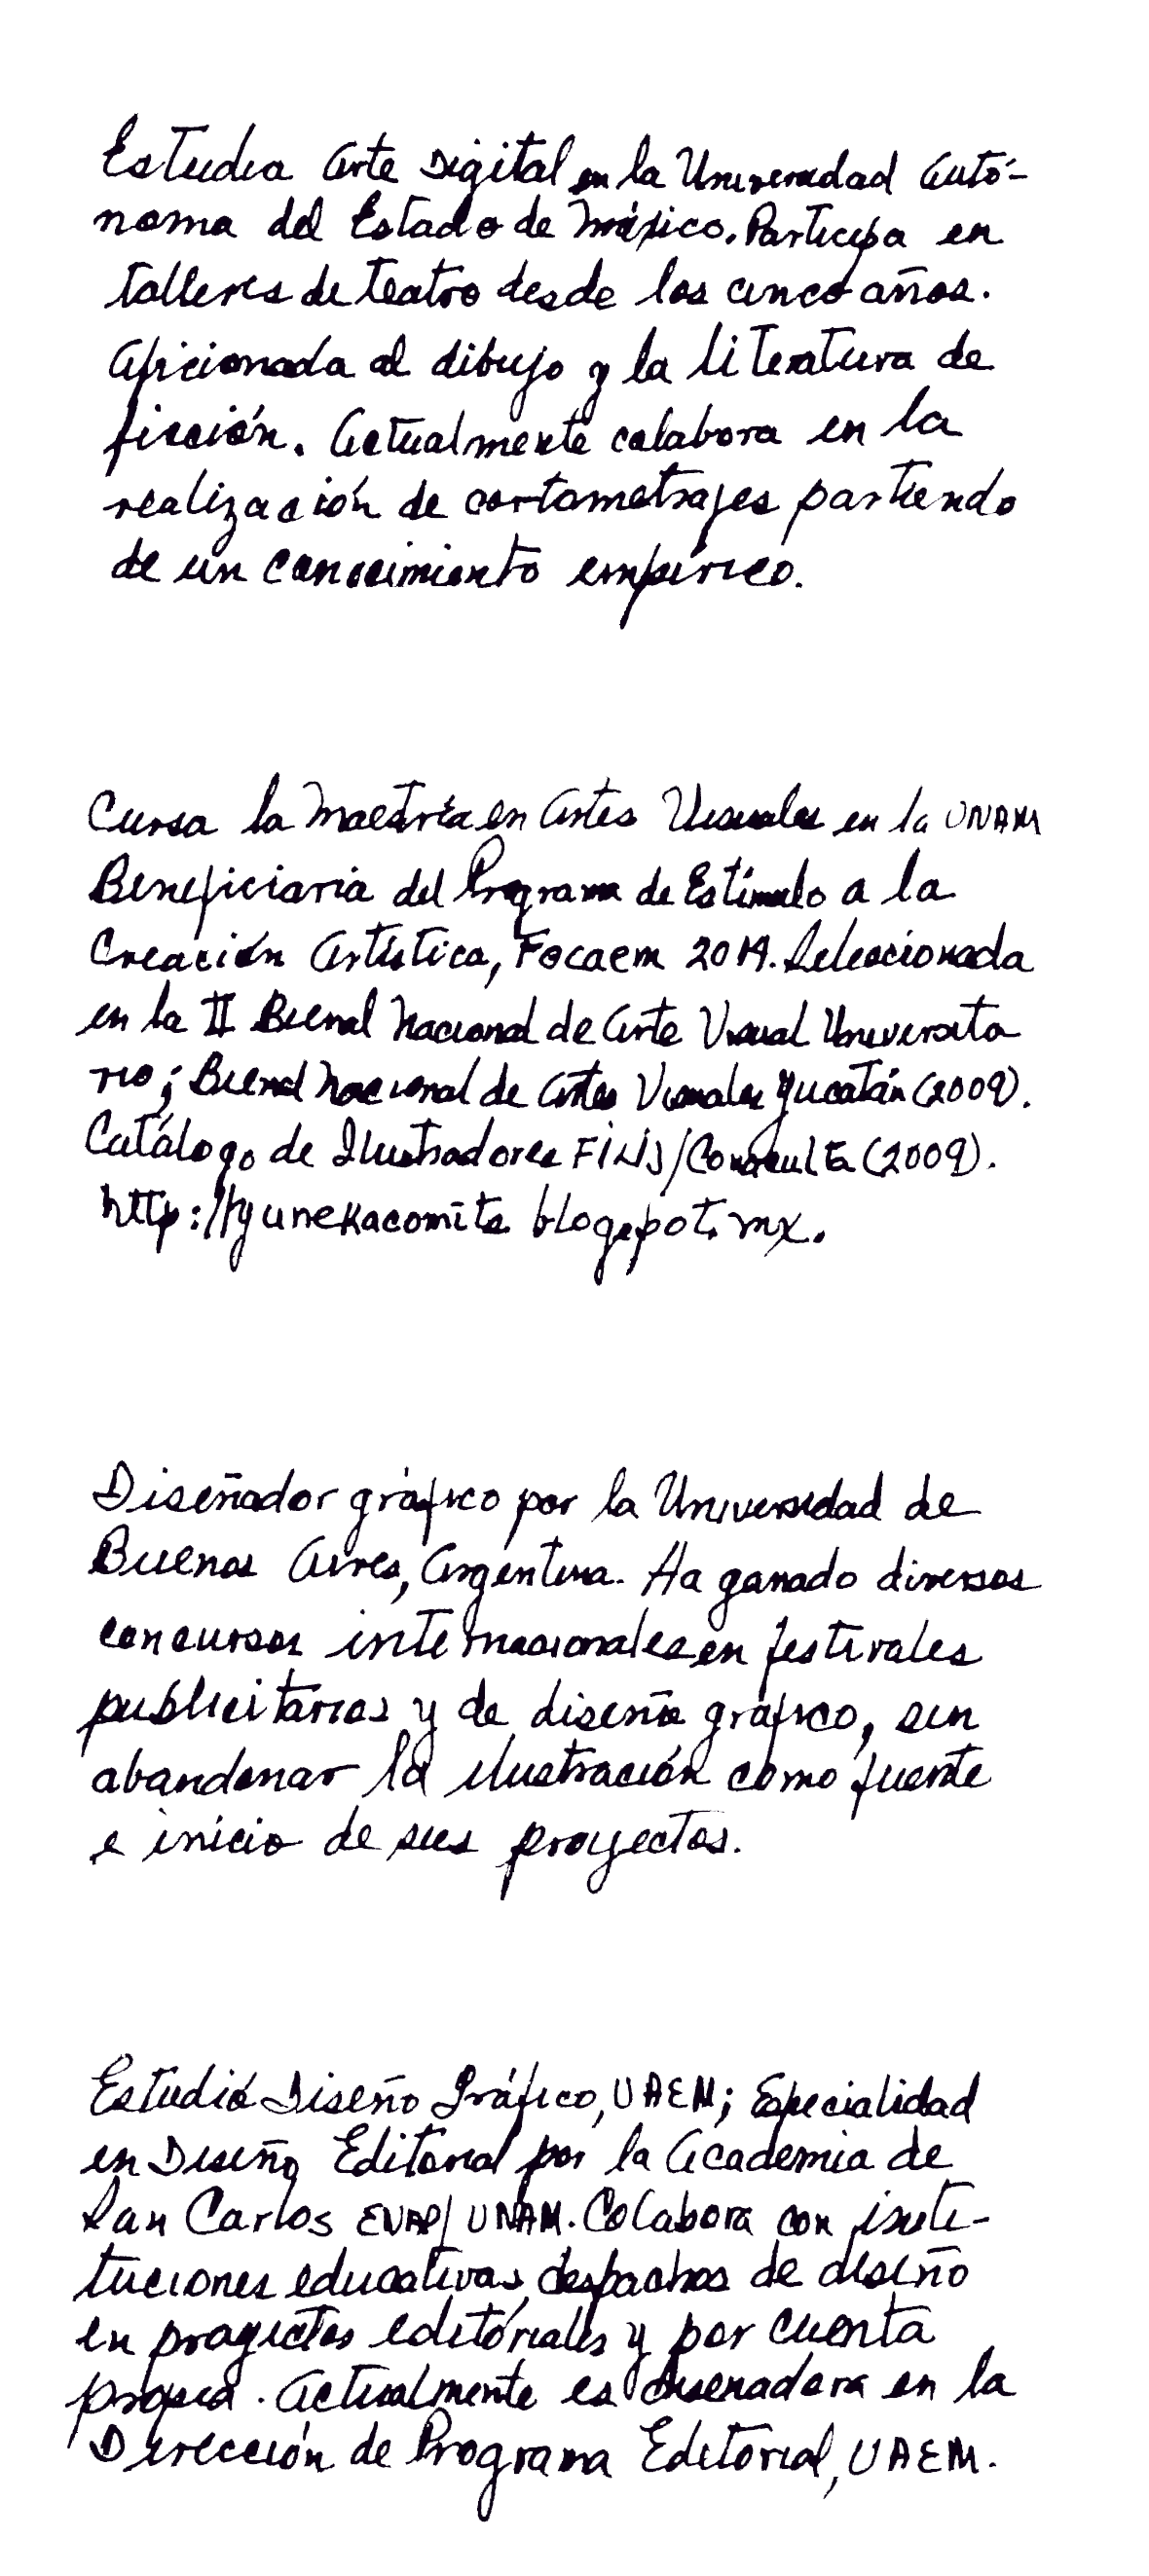 Estudia Arte Digital en la Universidad Autó-
noma del Estado de México. Participa en
talleres de teatro desde los cinco años.
Aficionada al dibujo y la literatura de
ficción. Actualmente colabora en la
realización de cortometrajes partiendo
de un conocimiento empírico.
Cursa la Maestría en Artes Visuales en la UNAM
Beneficiaria del Programa de Estímulo a la
Creación Artística, Focaem 2014. Seleccionada
en la II Bienal Nacional de Arte Visual Universita
rio; Bienal Nacional de Artes Visuales Yucatán (2009).
Catálogo de Ilustradores FILIJ/Conaculta (2009).
http://yunekacomits blogspot.mx.
Diseñador gráfico por la Universidad de
Buenos Aires, Argentina. Ha ganado diversos
concursos internacionales en festivales
publicitarios y de diseño gráfico, sin
abandonar la ilustración como fuente
e inicio de sus proyectos.
Estudió Diseño Gráfico, UAEM; Especialidad
en Diseño Editorial por la Academia de
San Carlos ENAP/UNAM. Colabora con insti-
tuciones educativas, despachos de diseño
en proyectos editóriales y por cuenta
propia. Actualmente es diseñadora en la
Dirección de Programa Editorial, UAEM.